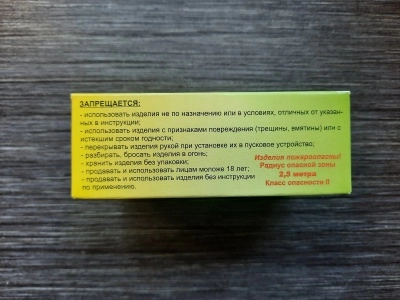 ЗАПРЕЩАЕТСЯ:
- использовать изделия не по назначению или в условиях, отличных от указан-
ных в инструкции;
- использовать изделия с признаками повреждения (трещины, вмятины) или с
истекшим сроком годности;
- перекрывать изделия рукой при установке их в пусковое устройство;
- разбирать, бросать изделия в огонь;
- хранить изделия без упаковки;
- продавать и использовать лицам моложе 18 лет;
- продавать и использовать изделия без инструкции
по применению.
Изделия пожароопасны!
Радиус опасной зоны
2,5 метра
Класс опасности II